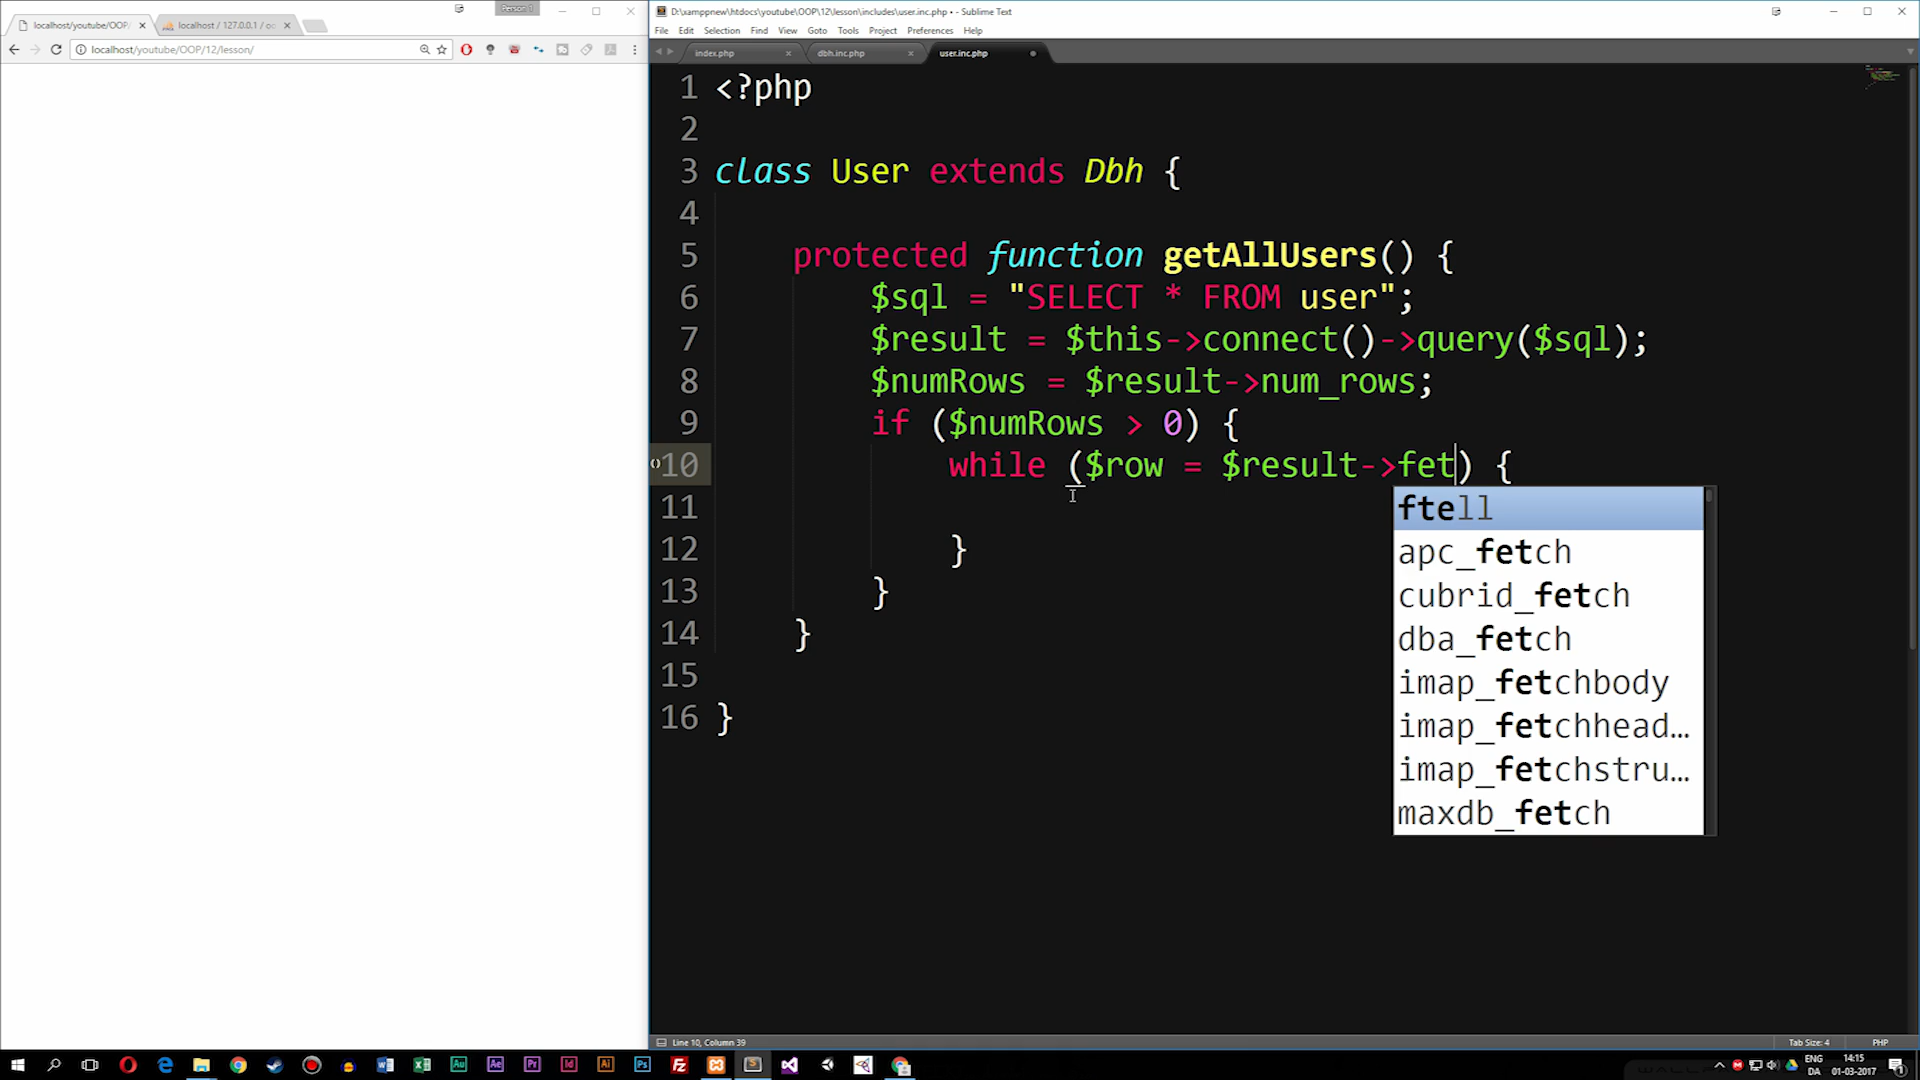 Person 1
localhost/youtube/OOP/
localhost / 127.0.0.1 / oo
localhost/youtube/OOP/12/lesson/
D:\xamppnew\htdocs\youtube\OOP\12\lesson\includes\user.inc.php • - Sublime Text
File Edit Selection Find View Goto Tools Project Preferences Help
index.php
dbh.inc.php
user.inc.php
1 <?php
2
3 class User extends Dbh {
4
5 protected function getAllUsers() {
6 $sql = "SELECT * FROM user";
7 $result = $this->connect()->query($sql);
8 $numRows = $result->num_rows;
9 if ($numRows > 0) {
10 while ($row = $result->fet) {
11
12 }
13 }
14 }
15
16 }
ftell
apc_fetch
cubrid_fetch
dba_fetch
imap_fetchbody
imap_fetchhead…
imap_fetchstru…
maxdb_fetch
Line 10, Column 39
Tab Size: 4
PHP
ENG
DA
14:15
01-03-2017